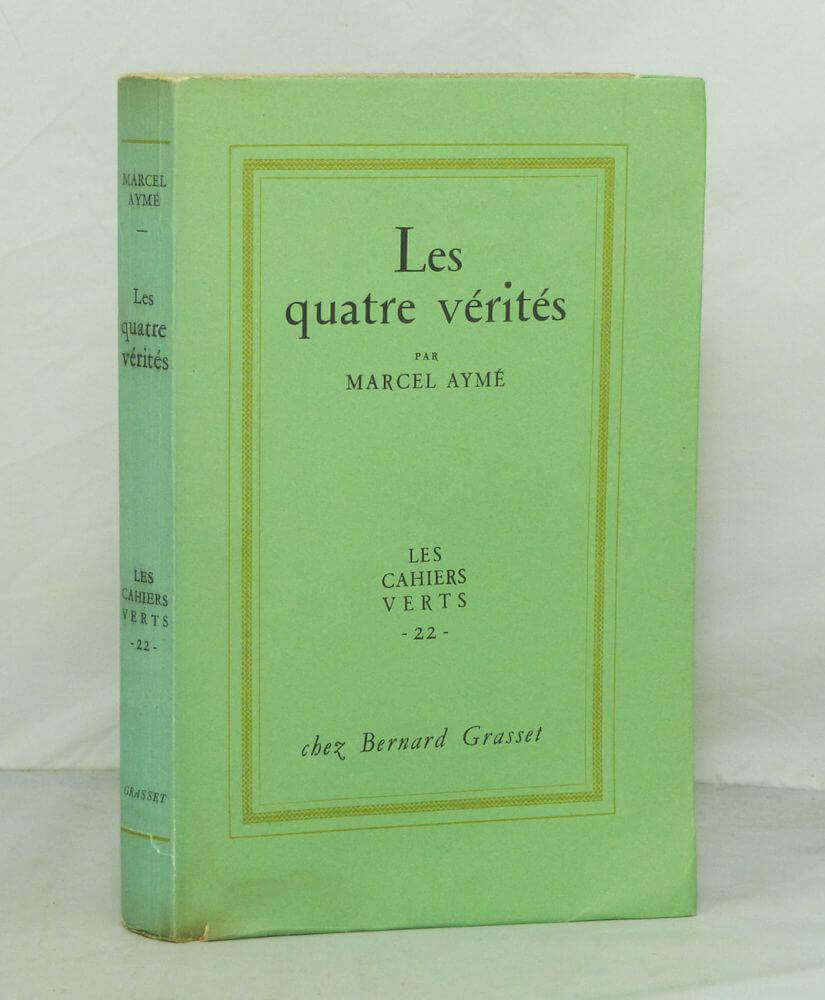 MARCEL
AYMÉ
Les
quatre
vérités
LES
CAHIERS
VERTS
- 22 -
GRASSET
Les
quatre vérités
PAR
MARCEL AYMÉ
LES
CAHIERS
VERTS
- 22 -
chez Bernard Grasset